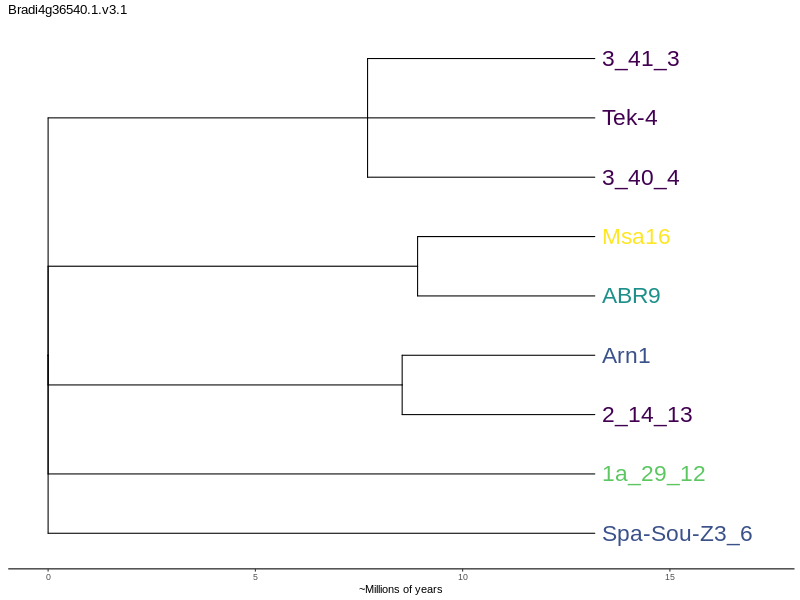 Bradi4g36540.1.v3.1
3_41_3
Tek-4
3_40_4
Msa16
ABR9
Arn1
2_14_13
1a_29_12
Spa-Sou-Z3_6
0 5 10 15
~Millions of years